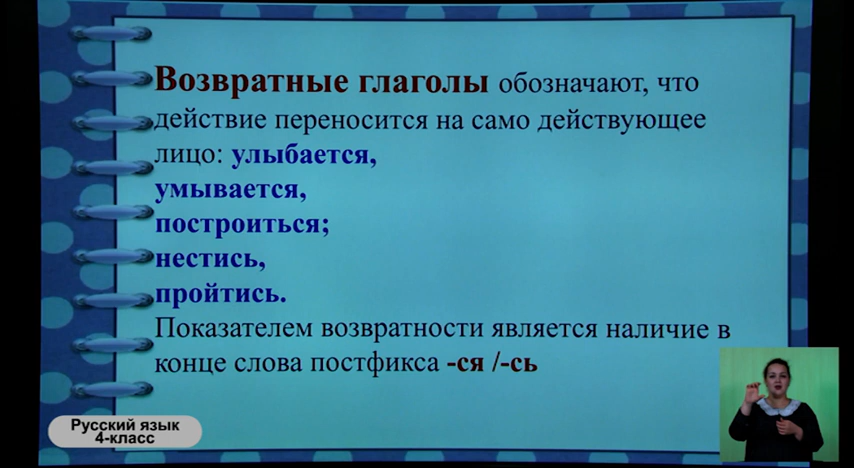 Возвратные глаголы обозначают, что
действие переносится на само действующее
лицо: улыбается,
умывается,
построиться;
нестись,
пройтись.
Показателем возвратности является наличие в
конце слова постфикса -ся /-сь
Русский язык
4-класс